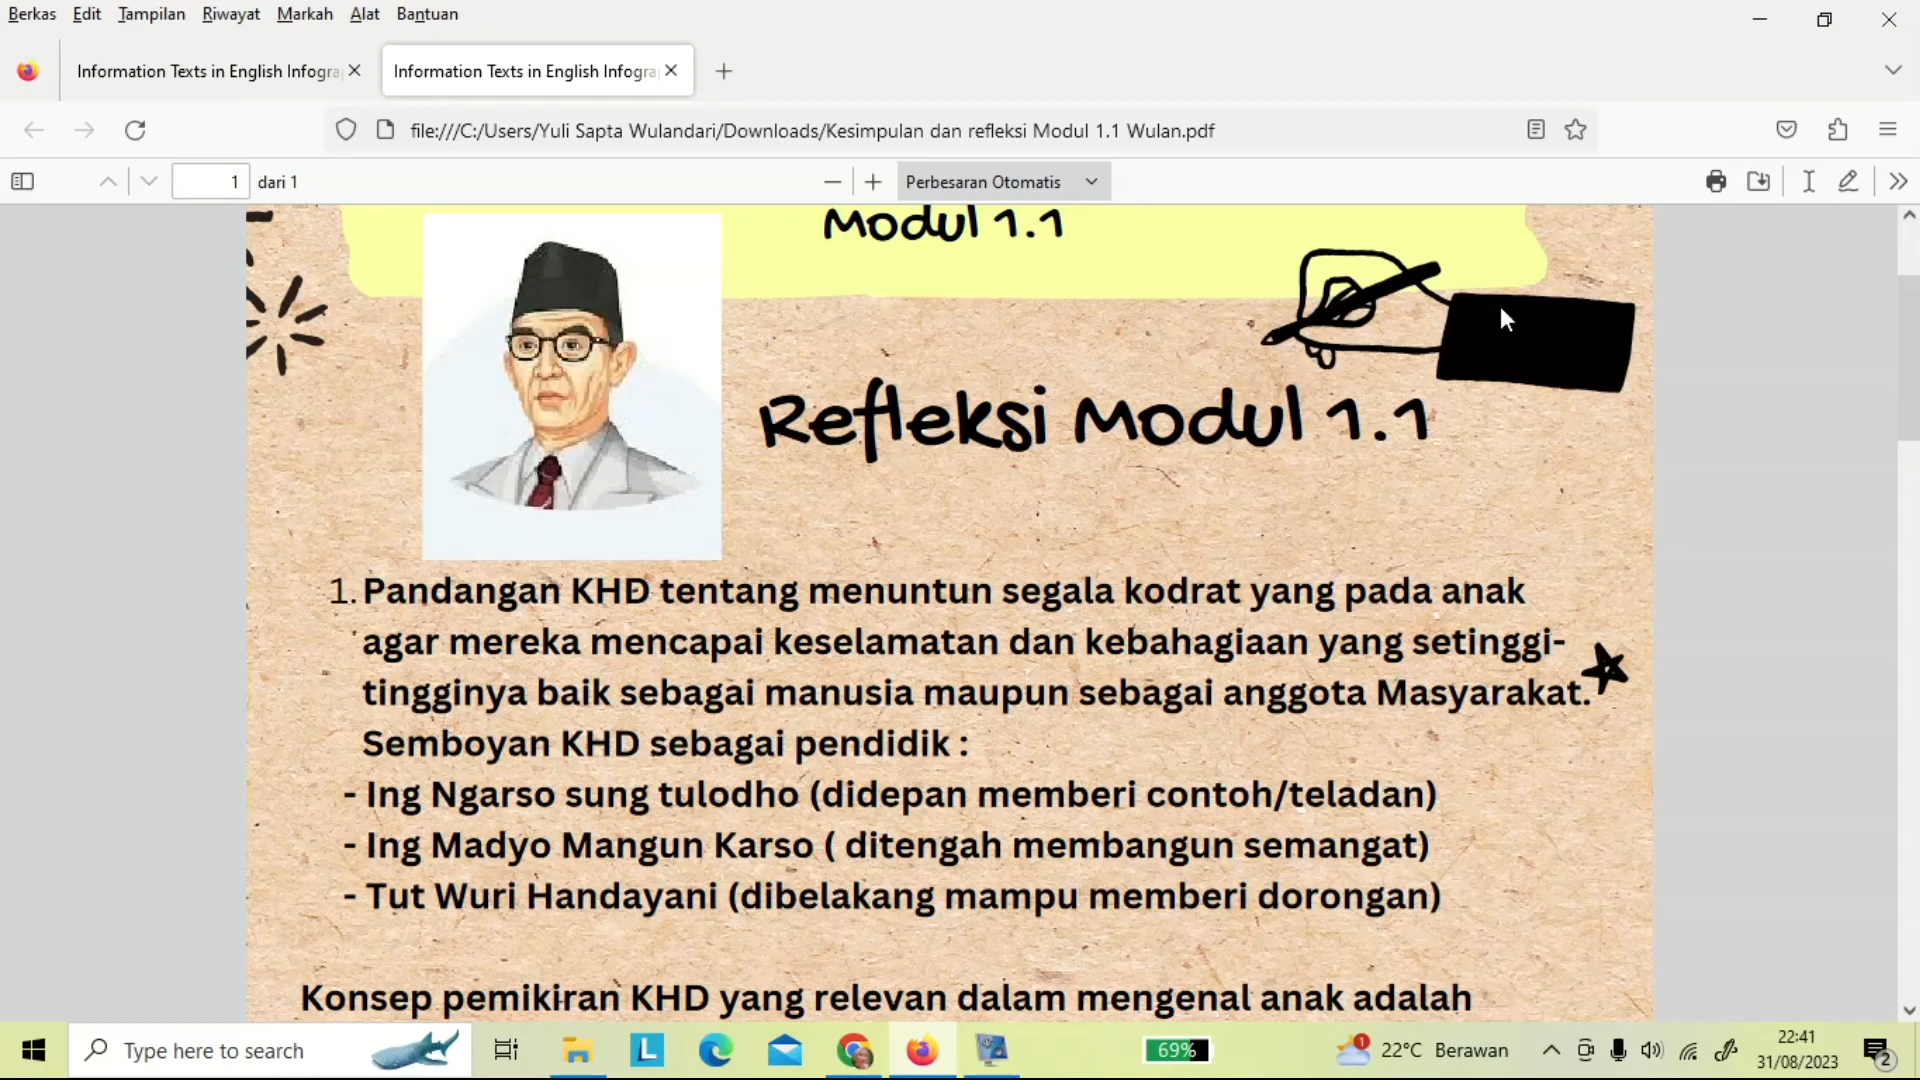 Berkas Edit Tampilan Riwayat Markah Alat Bantuan
Information Texts in English Infogra
Information Texts in English Infogra
file:///C:/Users/Yuli Sapta Wulandari/Downloads/Kesimpulan dan refleksi Modul 1.1 Wulan.pdf
1 dari 1
Perbesaran Otomatis
Modul 1.1
Refleksi Modul 1.1
1. Pandangan KHD tentang menuntun segala kodrat yang pada anak
agar mereka mencapai keselamatan dan kebahagiaan yang setinggi-
tingginya baik sebagai manusia maupun sebagai anggota Masyarakat.
Semboyan KHD sebagai pendidik :
- Ing Ngarso sung tulodho (didepan memberi contoh/teladan)
- Ing Madyo Mangun Karso ( ditengah membangun semangat)
- Tut Wuri Handayani (dibelakang mampu memberi dorongan)
Konsep pemikiran KHD yang relevan dalam mengenal anak adalah
Type here to search
L
69%
1
22°C Berawan
22:41
31/08/2023
2